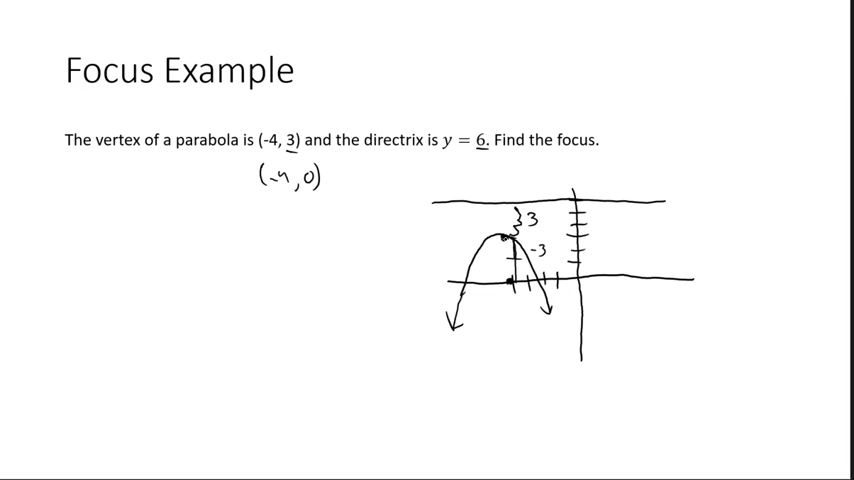 Focus Example
The vertex of a parabola is (-4, 3) and the directrix is y = 6. Find the focus.
(-4, 0)
3
-3